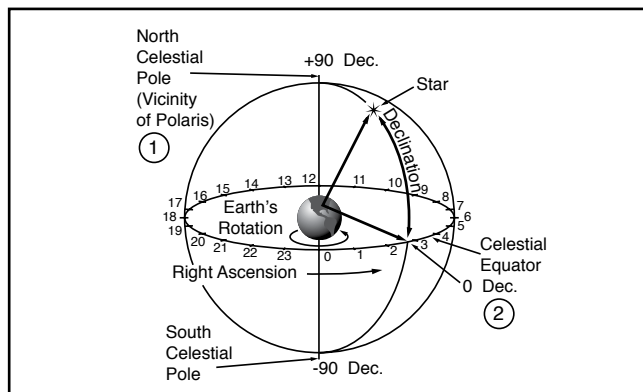 North
Celestial
Pole
(Vicinity
of Polaris)
1
+90 Dec.
Star
Declination
12
13
14
15
16
17
18
19
20
21
22
23
0
1
2
3
4
5
6
7
8
9
10
11
Earth's
Rotation
Right Ascension
Celestial
Equator
0 Dec.
2
South
Celestial
Pole
-90 Dec.